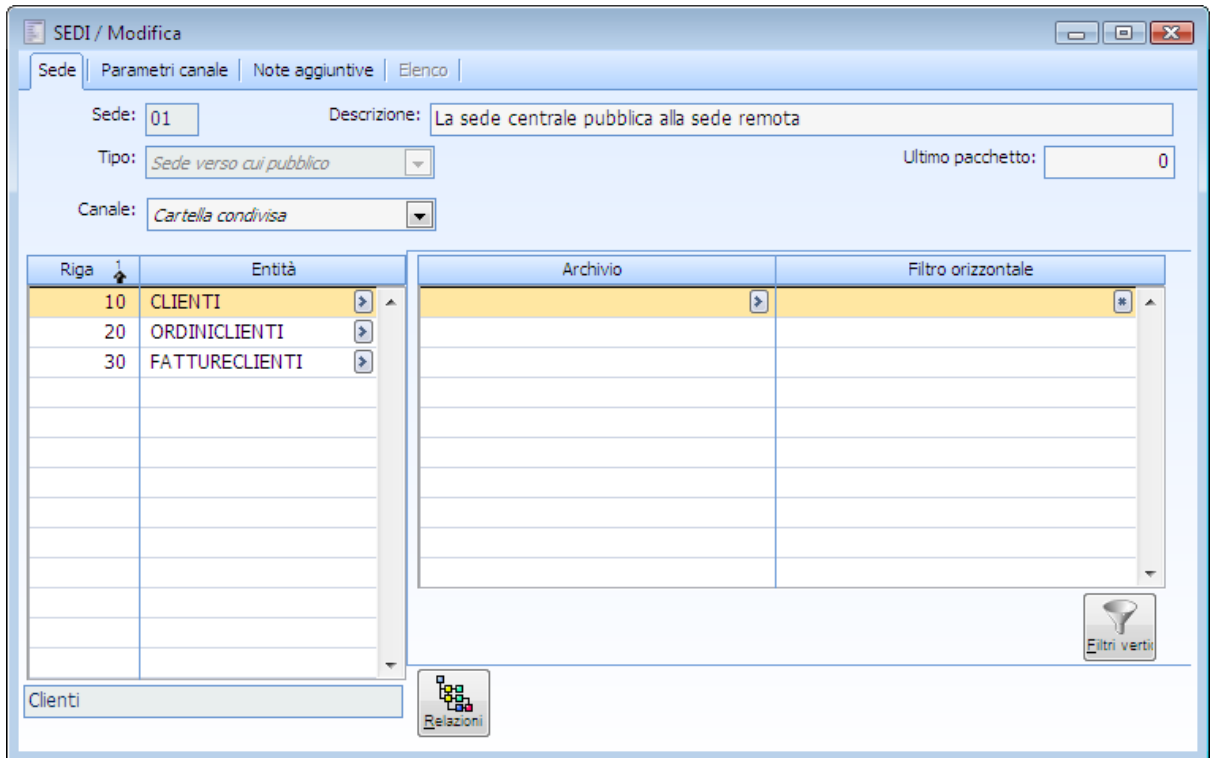 SEDI / Modifica
Sede Parametri canale Note aggiuntive Elenco
Sede: 01 Descrizione: La sede centrale pubblica alla sede remota
Tipo: Sede verso cui pubblico Ultimo pacchetto: 0
Canale: Cartella condivisa
Riga 1 Entità Archivio Filtro orizzontale
10 CLIENTI
20 ORDINICLIENTI
30 FATTURECLIENTI
Filtri vertic
Clienti
Relazioni